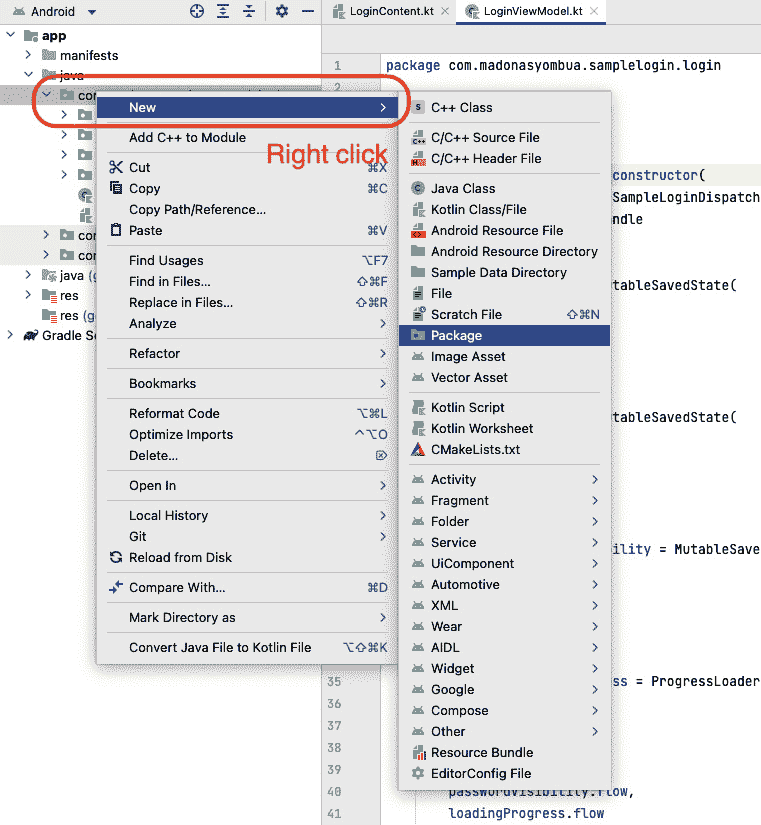 Android
LoginContent.kt
LoginViewModel.kt
app
manifests
java
1
package com.madonasyombua.samplelogin.login
2
New
Add C++ to Module
Right click
Cut
⌘X
Copy
⌘C
Copy Path/Reference...
Paste
⌘V
Find Usages
⌥F7
Find in Files...
⇧⌘F
Replace in Files...
⇧⌘R
Analyze
Refactor
Bookmarks
Reformat Code
⌥⌘L
Optimize Imports
^⌥O
Delete...
⌦
Open In
Local History
Git
Reload from Disk
Compare With...
⌘D
Mark Directory as
Convert Java File to Kotlin File
⌥⇧⌘K
C++ Class
C/C++ Source File
C/C++ Header File
Java Class
Kotlin Class/File
Android Resource File
Android Resource Directory
Sample Data Directory
File
Scratch File
⇧⌘N
Package
Image Asset
Vector Asset
Kotlin Script
Kotlin Worksheet
CMakeLists.txt
Activity
Fragment
Folder
Service
UiComponent
Automotive
XML
Wear
AIDL
Widget
Google
Compose
Other
Resource Bundle
EditorConfig File
con
con
con
java (g
res
res (g
Gradle Sc
constructor(
SampleLoginDispatch
ndle
tableSavedState(
tableSavedState(
ility = MutableSave
ss = ProgressLoader
35
36
37
38
39
40
passwordVisibility.flow,
41
loadingProgress.flow